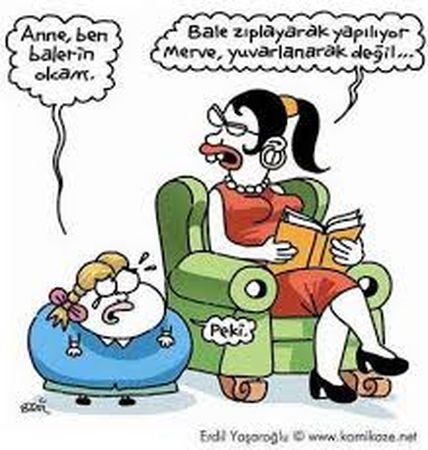 Anne, ben
balerin
olcam.
Bale zıplayarak yapılıyor
Merve, yuvarlanarak değil...
Peki.
Erdil Yaşaroğlu © www.komikaze.net